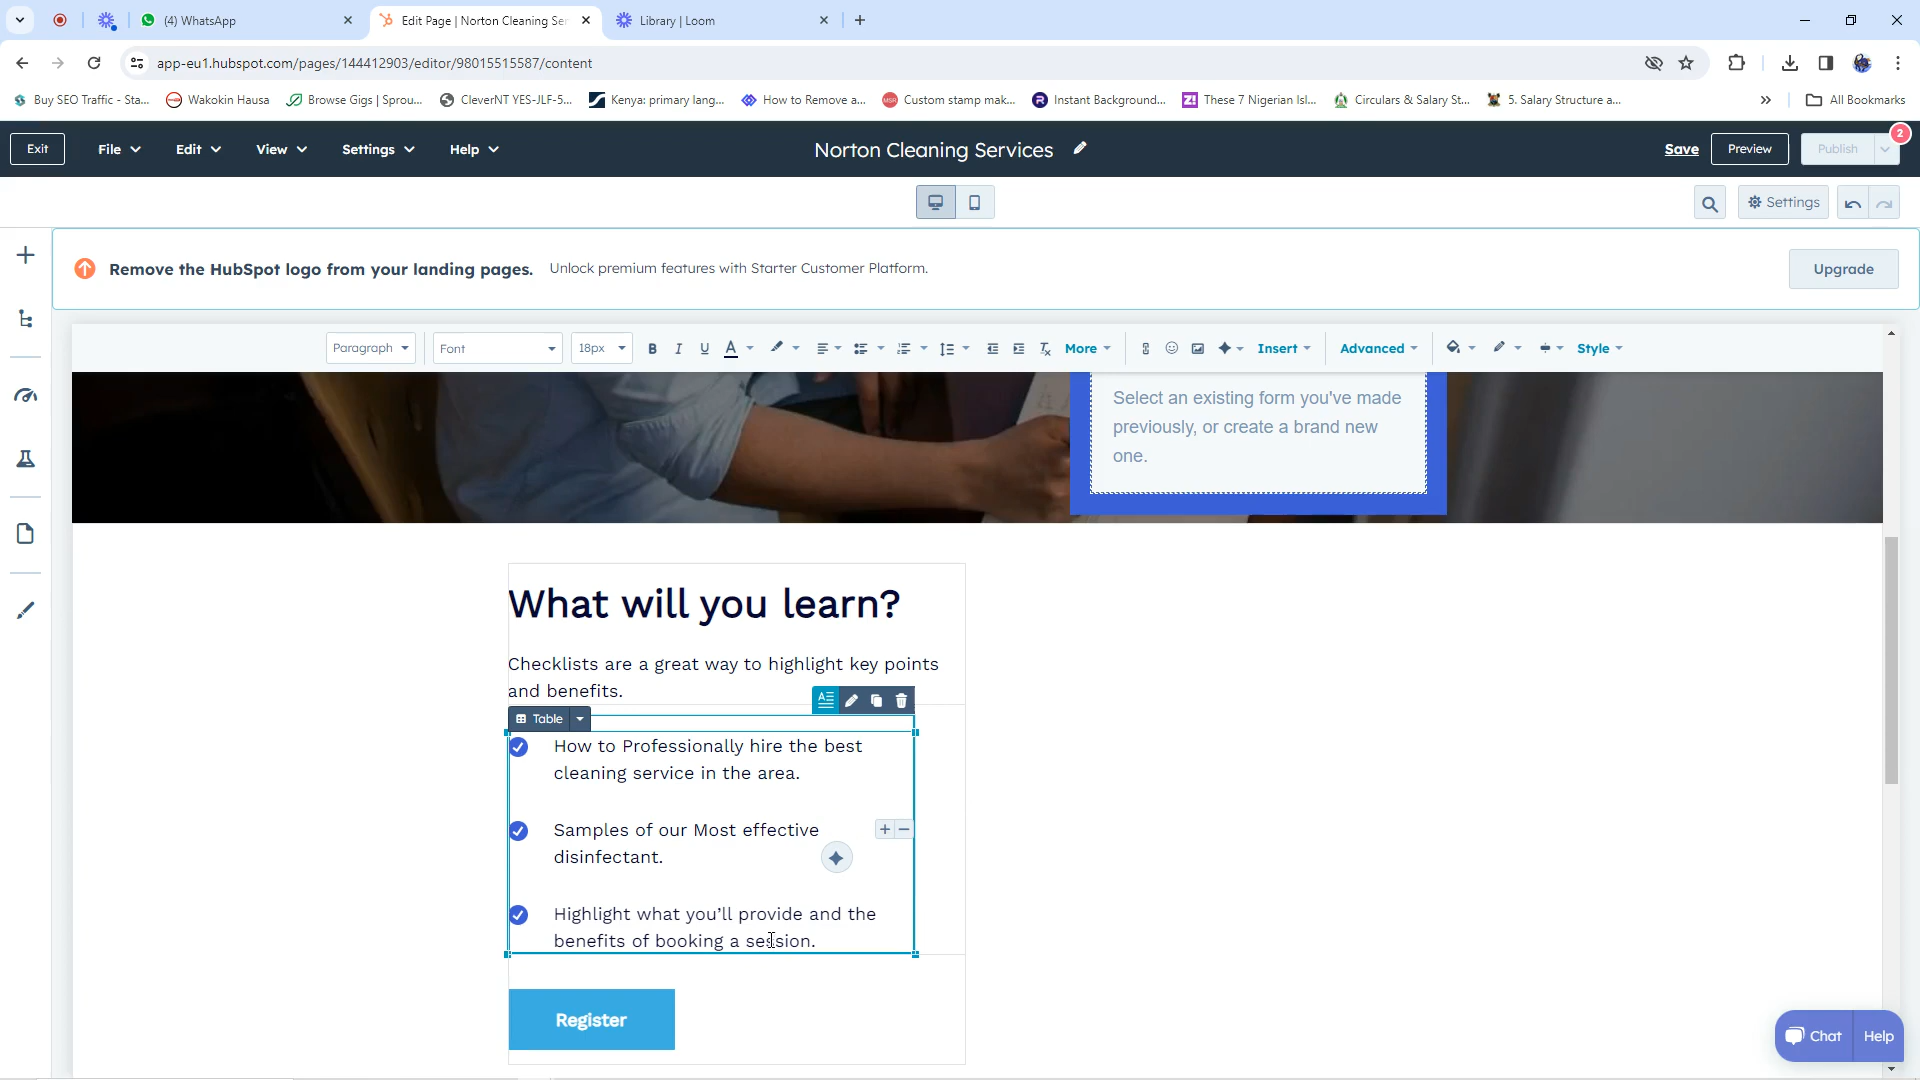 (4) WhatsApp
Edit Page | Norton Cleaning Ser
Library | Loom
app-eu1.hubspot.com/pages/144412903/editor/98015515587/content
Buy SEO Traffic - Sta...
Wakokin Hausa
Browse Gigs | Sprou...
CleverNT YES-JLF-5...
Kenya: primary lang...
How to Remove a...
Custom stamp mak...
Instant Background...
These 7 Nigerian Isl...
Circulars & Salary St...
5. Salary Structure a...
All Bookmarks
Exit
File
Edit
View
Settings
Help
Norton Cleaning Services
Save
Preview
Publish
2
Settings
Remove the HubSpot logo from your landing pages.
Unlock premium features with Starter Customer Platform.
Upgrade
Paragraph
Font
18px
B
I
U
A
More
Insert
Advanced
Style
Select an existing form you've made
previously, or create a brand new
one.
What will you learn?
Checklists are a great way to highlight key points
and benefits.
Table
How to Professionally hire the best
cleaning service in the area.
Samples of our Most effective
disinfectant.
Highlight what you’ll provide and the
benefits of booking a session.
Register
Chat
Help